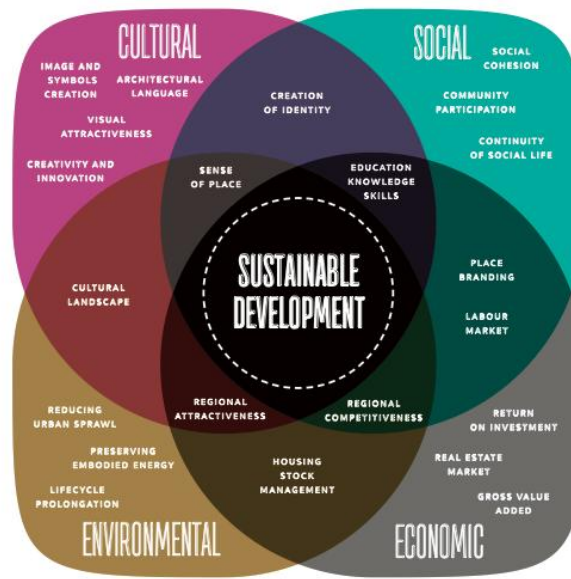 CULTURAL
IMAGE AND
SYMBOLS
CREATION
ARCHITECTURAL
LANGUAGE
VISUAL
ATTRACTIVENESS
CREATIVITY AND
INNOVATION
CREATION
OF IDENTITY
SOCIAL
SOCIAL
COHESION
COMMUNITY
PARTICIPATION
CONTINUITY
OF SOCIAL LIFE
SENSE
OF PLACE
EDUCATION
KNOWLEDGE
SKILLS
CULTURAL
LANDSCAPE
SUSTAINABLE
DEVELOPMENT
PLACE
BRANDING
LABOUR
MARKET
REGIONAL
ATTRACTIVENESS
REGIONAL
COMPETITIVENESS
REDUCING
URBAN SPRAWL
PRESERVING
EMBODIED ENERGY
LIFECYCLE
PROLONGATION
ENVIRONMENTAL
HOUSING
STOCK
MANAGEMENT
RETURN
ON INVESTMENT
REAL ESTATE
MARKET
GROSS VALUE
ADDED
ECONOMIC